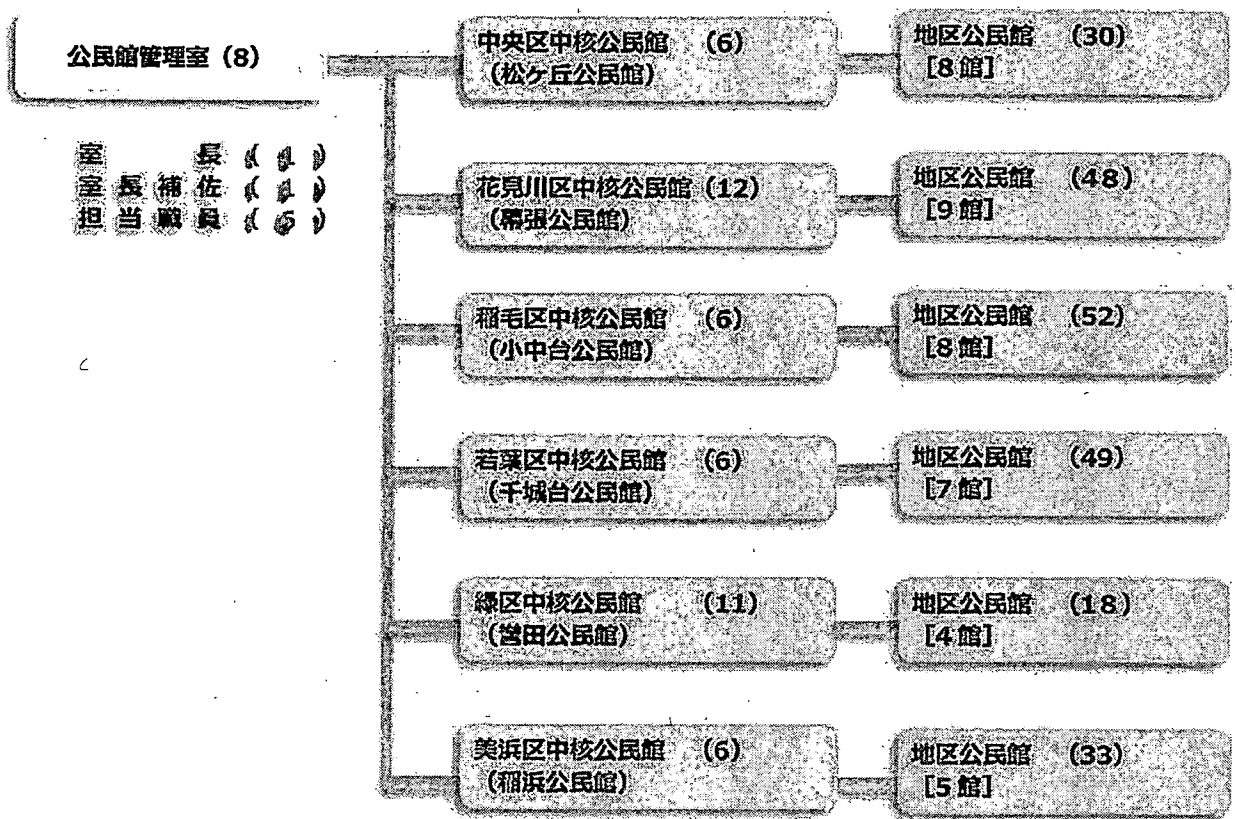 公民館管理室 (8)
室長 (1)
室長補佐 (1)
担当職員 (6)
中央区中核公民館 (6)
(松ケ丘公民館)
地区公民館 (30)
[8館]
花見川区中核公民館 (12)
(幕張公民館)
地区公民館 (48)
[9館]
稲毛区中核公民館 (6)
(小中台公民館)
地区公民館 (52)
[8館]
若葉区中核公民館 (6)
(千城台公民館)
地区公民館 (49)
[7館]
緑区中核公民館 (11)
(誉田公民館)
地区公民館 (18)
[4館]
美浜区中核公民館 (6)
(稲浜公民館)
地区公民館 (33)
[5館]